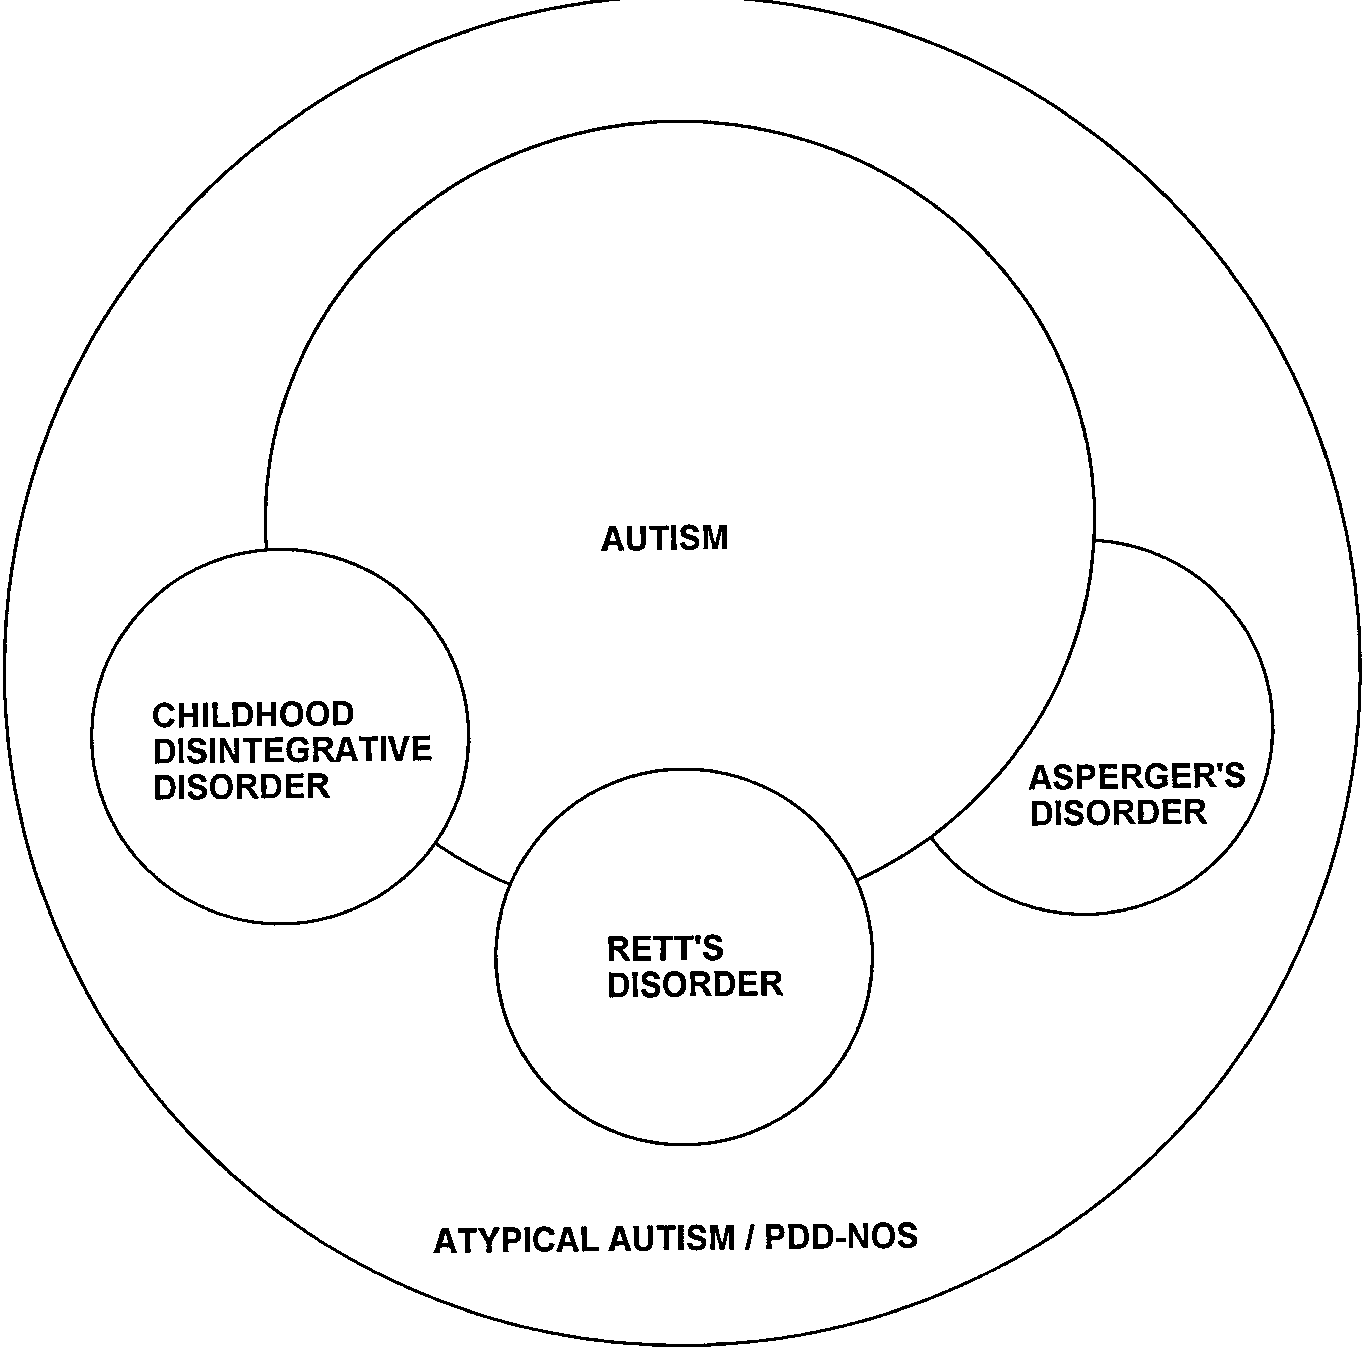 AUTISM
CHILDHOOD
DISINTEGRATIVE
DISORDER
ASPERGER'S
DISORDER
RETT'S
DISORDER
ATYPICAL AUTISM / PDD-NOS